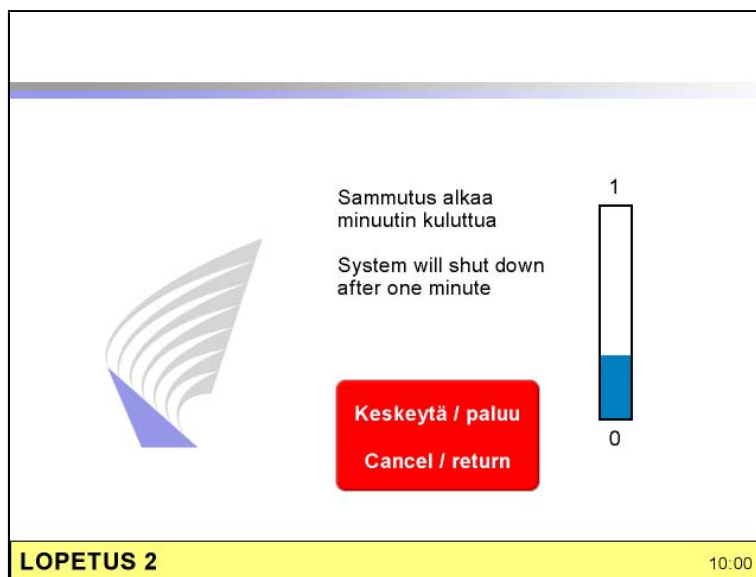 Sammutus alkaa
minuutin kuluttua
System will shut down
after one minute
1
0
Keskeytä / paluu
Cancel / return
LOPETUS 2
10:00